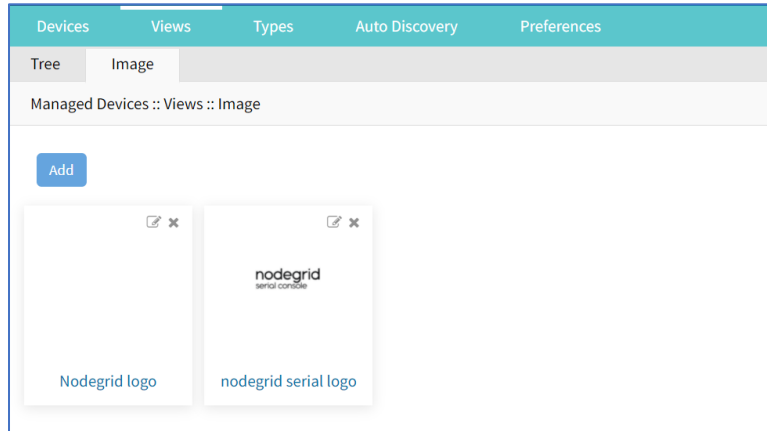 Devices Views Types Auto Discovery Preferences
Tree Image
Managed Devices :: Views :: Image
Add
nodegrid
serial console
Nodegrid logo nodegrid serial logo